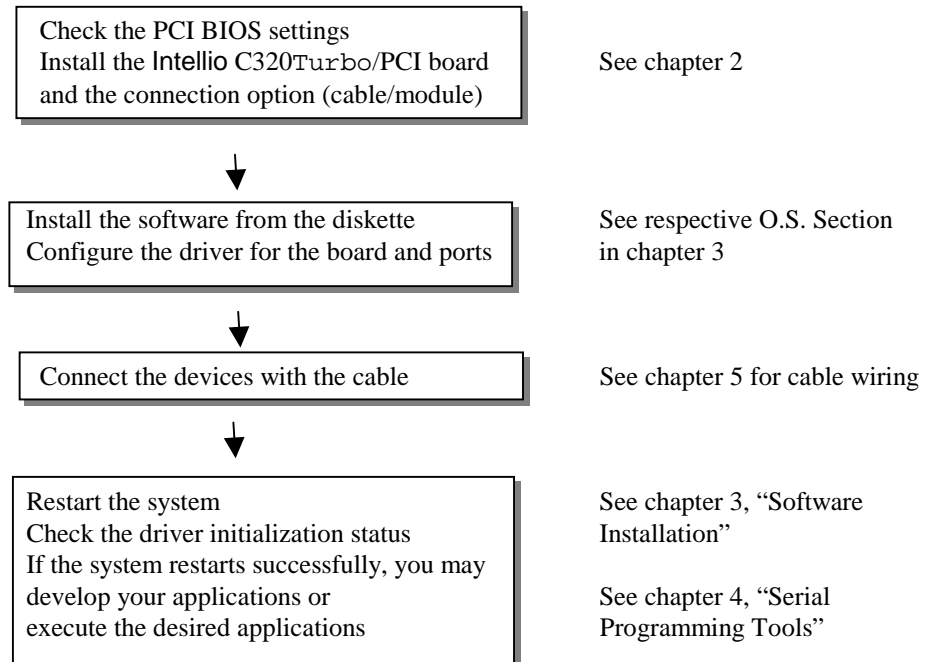 Check the PCI BIOS settings
Install the Intellio C320Turbo/PCI board
and the connection option (cable/module)
See chapter 2
Install the software from the diskette
Configure the driver for the board and ports
See respective O.S. Section
in chapter 3
Connect the devices with the cable
See chapter 5 for cable wiring
Restart the system
Check the driver initialization status
If the system restarts successfully, you may
develop your applications or
execute the desired applications
See chapter 3, “Software
Installation”
See chapter 4, “Serial
Programming Tools”